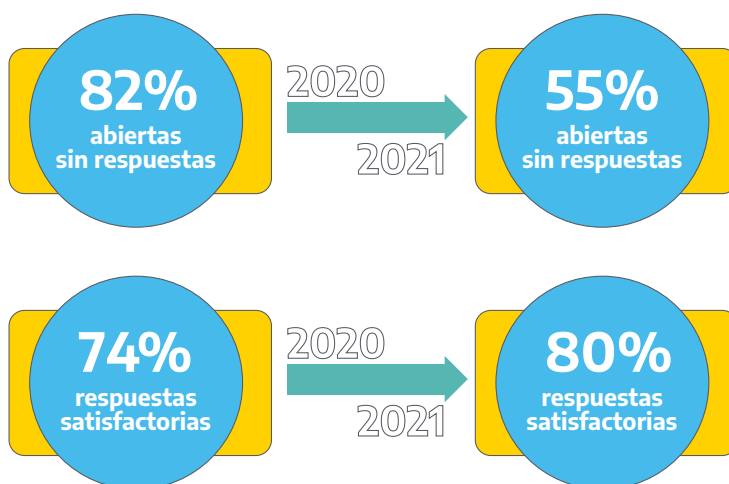 82%
abiertas
sin respuestas
2020
2021
55%
abiertas
sin respuestas
74%
respuestas
satisfactorias
2020
2021
80%
respuestas
satisfactorias